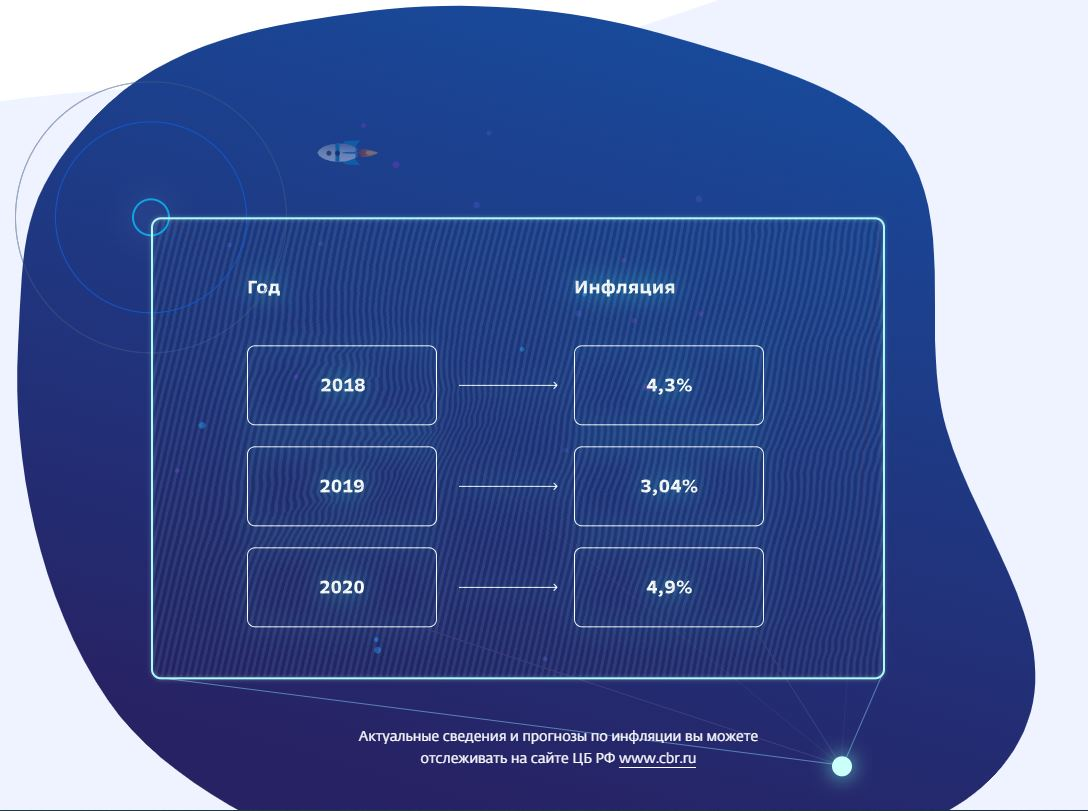 Год Инфляция
2018 4,3%
2019 3,04%
2020 4,9%
Актуальные сведения и прогнозы по инфляции вы можете
отслеживать на сайте ЦБ РФ www.cbr.ru